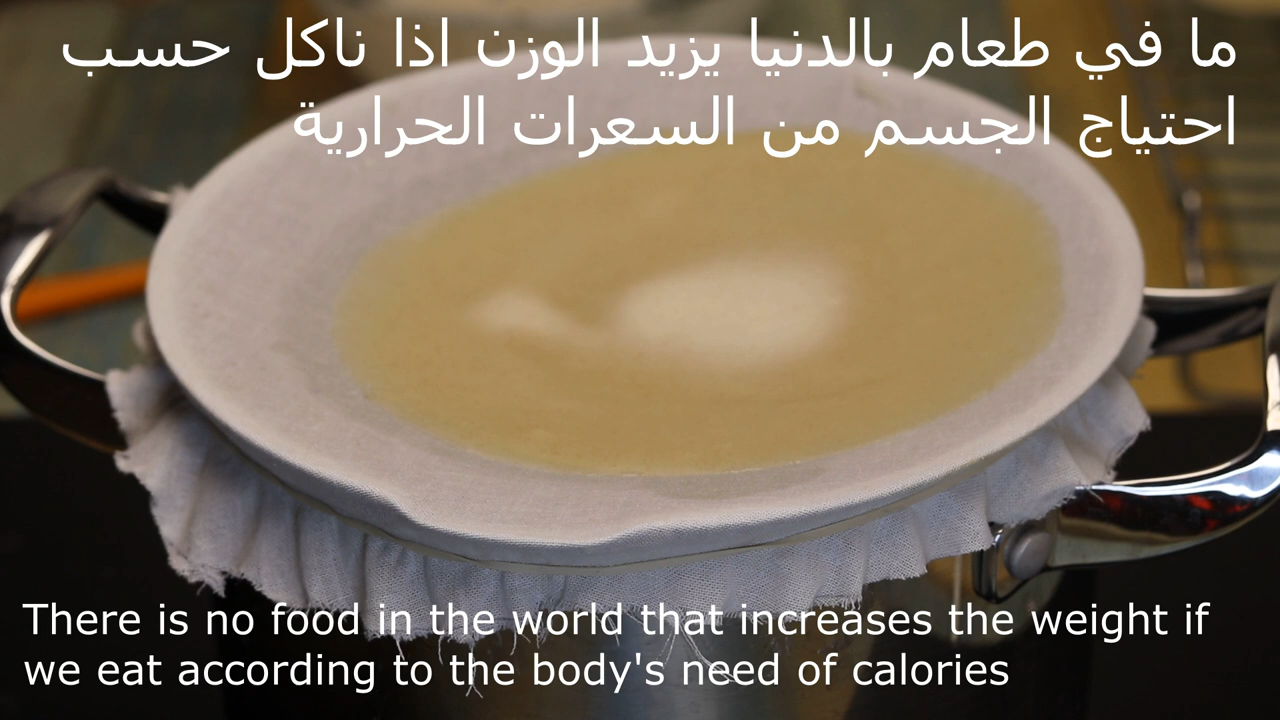 ما في طعام بالدنيا يزيد الوزن اذا ناكل حسب
احتياج الجسم من السعرات الحرارية
There is no food in the world that increases the weight if
we eat according to the body's need of calories